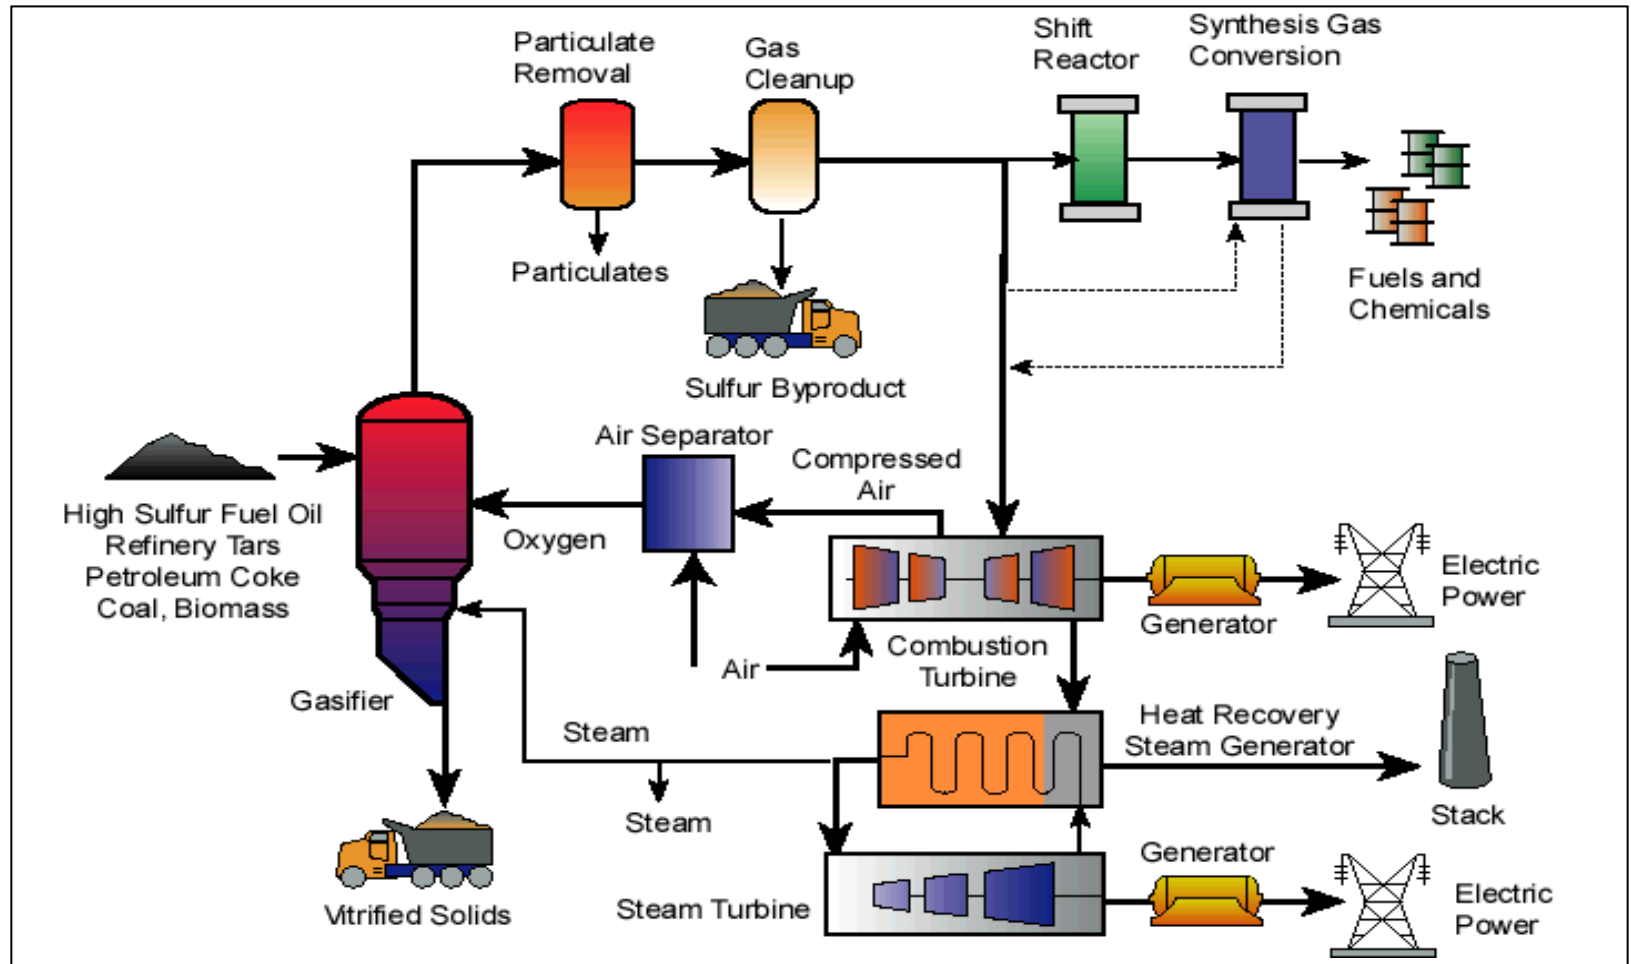 Particulate
Removal
Gas
Cleanup
Shift
Reactor
Synthesis Gas
Conversion
Particulates
Fuels and
Chemicals
Sulfur Byproduct
Air Separator
Compressed
Air
High Sulfur Fuel Oil
Refinery Tars
Petroleum Coke
Coal, Biomass
Oxygen
Electric
Power
Generator
Combustion
Turbine
Air
Gasifier
Heat Recovery
Steam Generator
Steam
Steam
Stack
Generator
Vitrified Solids
Steam Turbine
Electric
Power